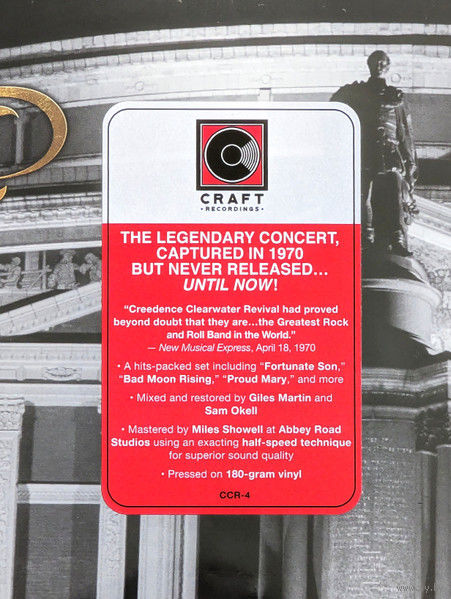 CRAFT
• RECORDINGS •
THE LEGENDARY CONCERT,
CAPTURED IN 1970
BUT NEVER RELEASED...
UNTIL NOW!
“Creedence Clearwater Revival had proved
beyond doubt that they are...the Greatest Rock
and Roll Band in the World.”
— New Musical Express, April 18, 1970
• A hits-packed set including “Fortunate Son,”
“Bad Moon Rising,” “Proud Mary,” and more
• Mixed and restored by Giles Martin and
Sam Okell
• Mastered by Miles Showell at Abbey Road
Studios using an exacting half-speed technique
for superior sound quality
• Pressed on 180-gram vinyl
CCR-4